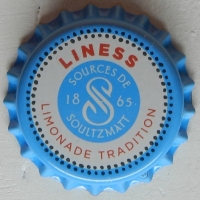 LINESS
SOURCES DE
18 S 65
SOULTZMATT
LIMONADE TRADITION